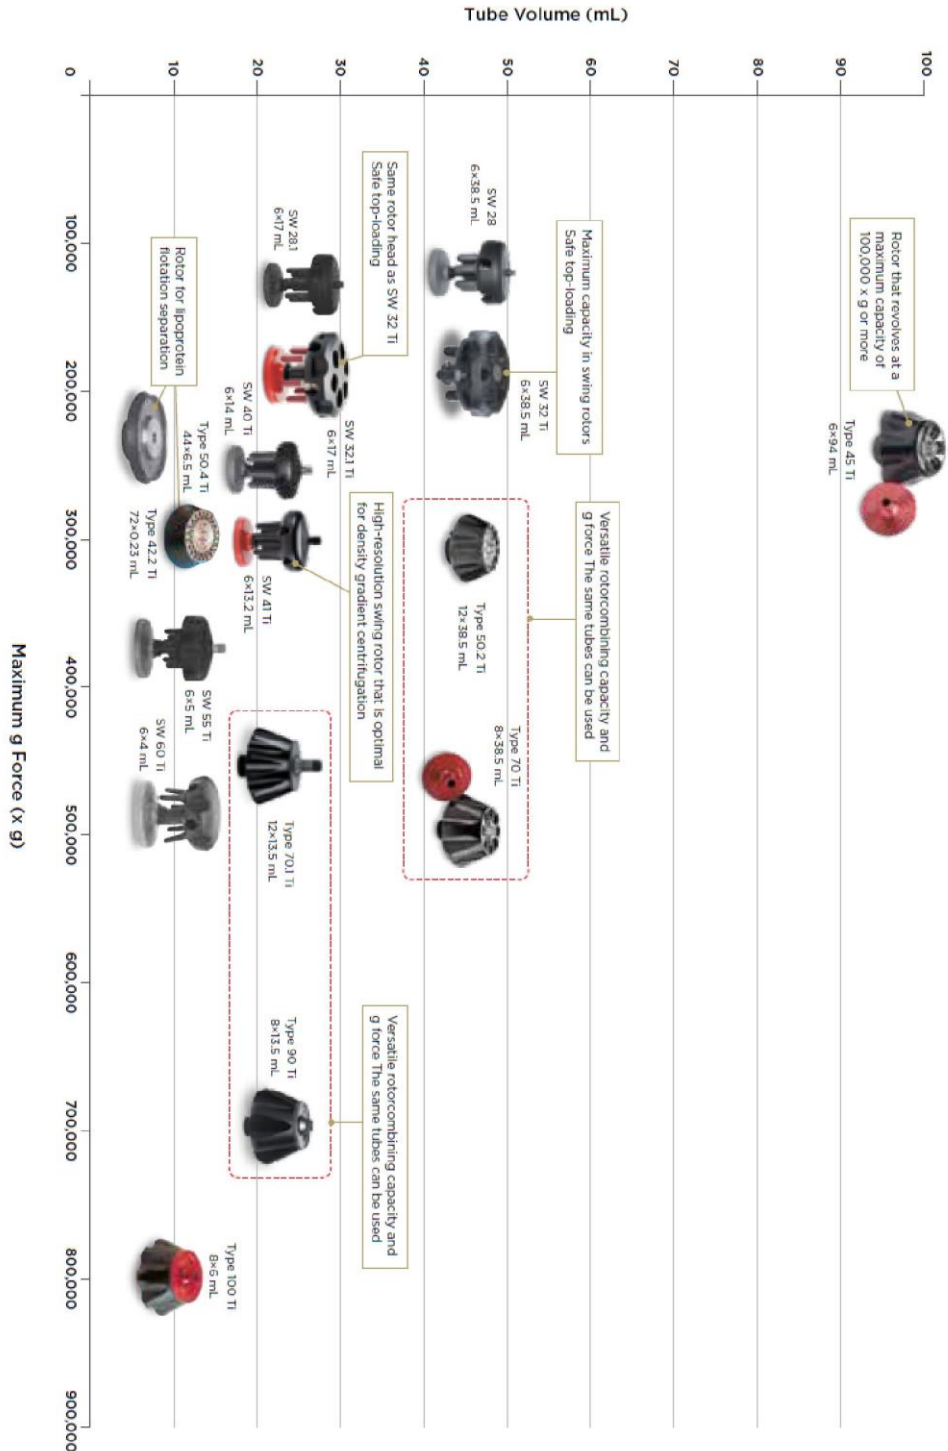 Tube Volume (mL)
100
90
80
70
60
50
40
30
20
10
0
Rotor that revolves at a
maximum capacity of
100,000 x g or more
Type 45 Ti
6×94 mL
Maximum capacity in swing rotors
Safe top-loading
SW 28
6×38.5 mL
SW 32 Ti
6×38.5 mL
Versatile rotorcombining capacity and
g force The same tubes can be used
Type 50.2 Ti
12×38.5 mL
Type 70 Ti
8×38.5 mL
Same rotor head as SW 32 Ti
Safe top-loading
SW 28.1
6×17 mL
SW 32.1 Ti
6×17 mL
High-resolution swing rotor that is optimal
for density gradient centrifugation
SW 40 Ti
6×14 mL
SW 41 Ti
6×13.2 mL
Versatile rotorcombining capacity and
g force The same tubes can be used
Type 70.1 Ti
12×13.5 mL
Type 90 Ti
8×13.5 mL
Rotor for lipoprotein
flotation separation
Type 50.4 Ti
44×6.5 mL
Type 42.2 Ti
72×0.23 mL
SW 55 Ti
6×5 mL
SW 60 Ti
6×4 mL
Type 100 Ti
8×6 mL
100,000
200,000
300,000
400,000
500,000
600,000
700,000
800,000
900,000
Maximum g Force (x g)